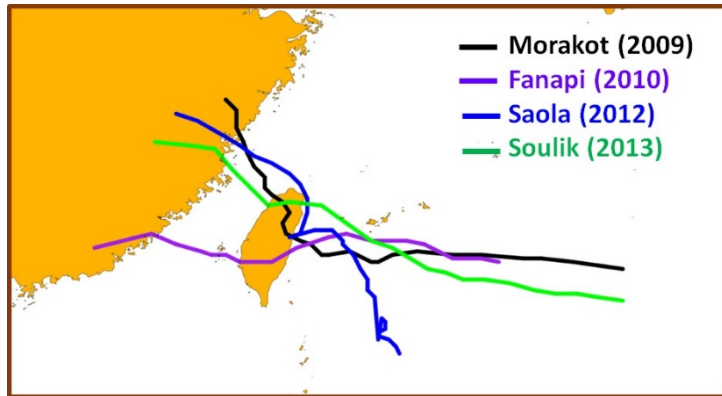 Morakot (2009)
Fanapi (2010)
Saola (2012)
Soulik (2013)